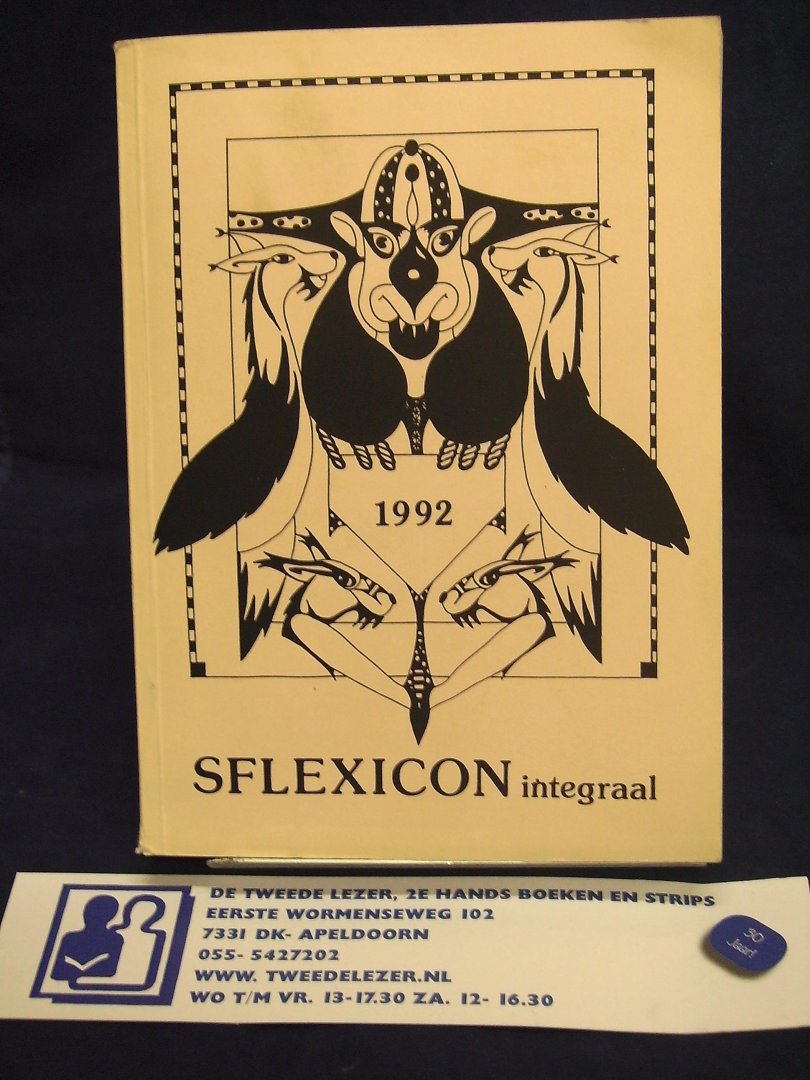 1992
SFLEXICON integraal
DE TWEEDE LEZER, 2E HANDS BOEKEN EN STRIPS
EERSTE WORMENSEWEG 102
7331 DK- APELDOORN
055- 5427202
WWW. TWEEDELEZER.NL
WO T/M VR. 13-17.30 ZA. 12- 16.30
30
Jaar!